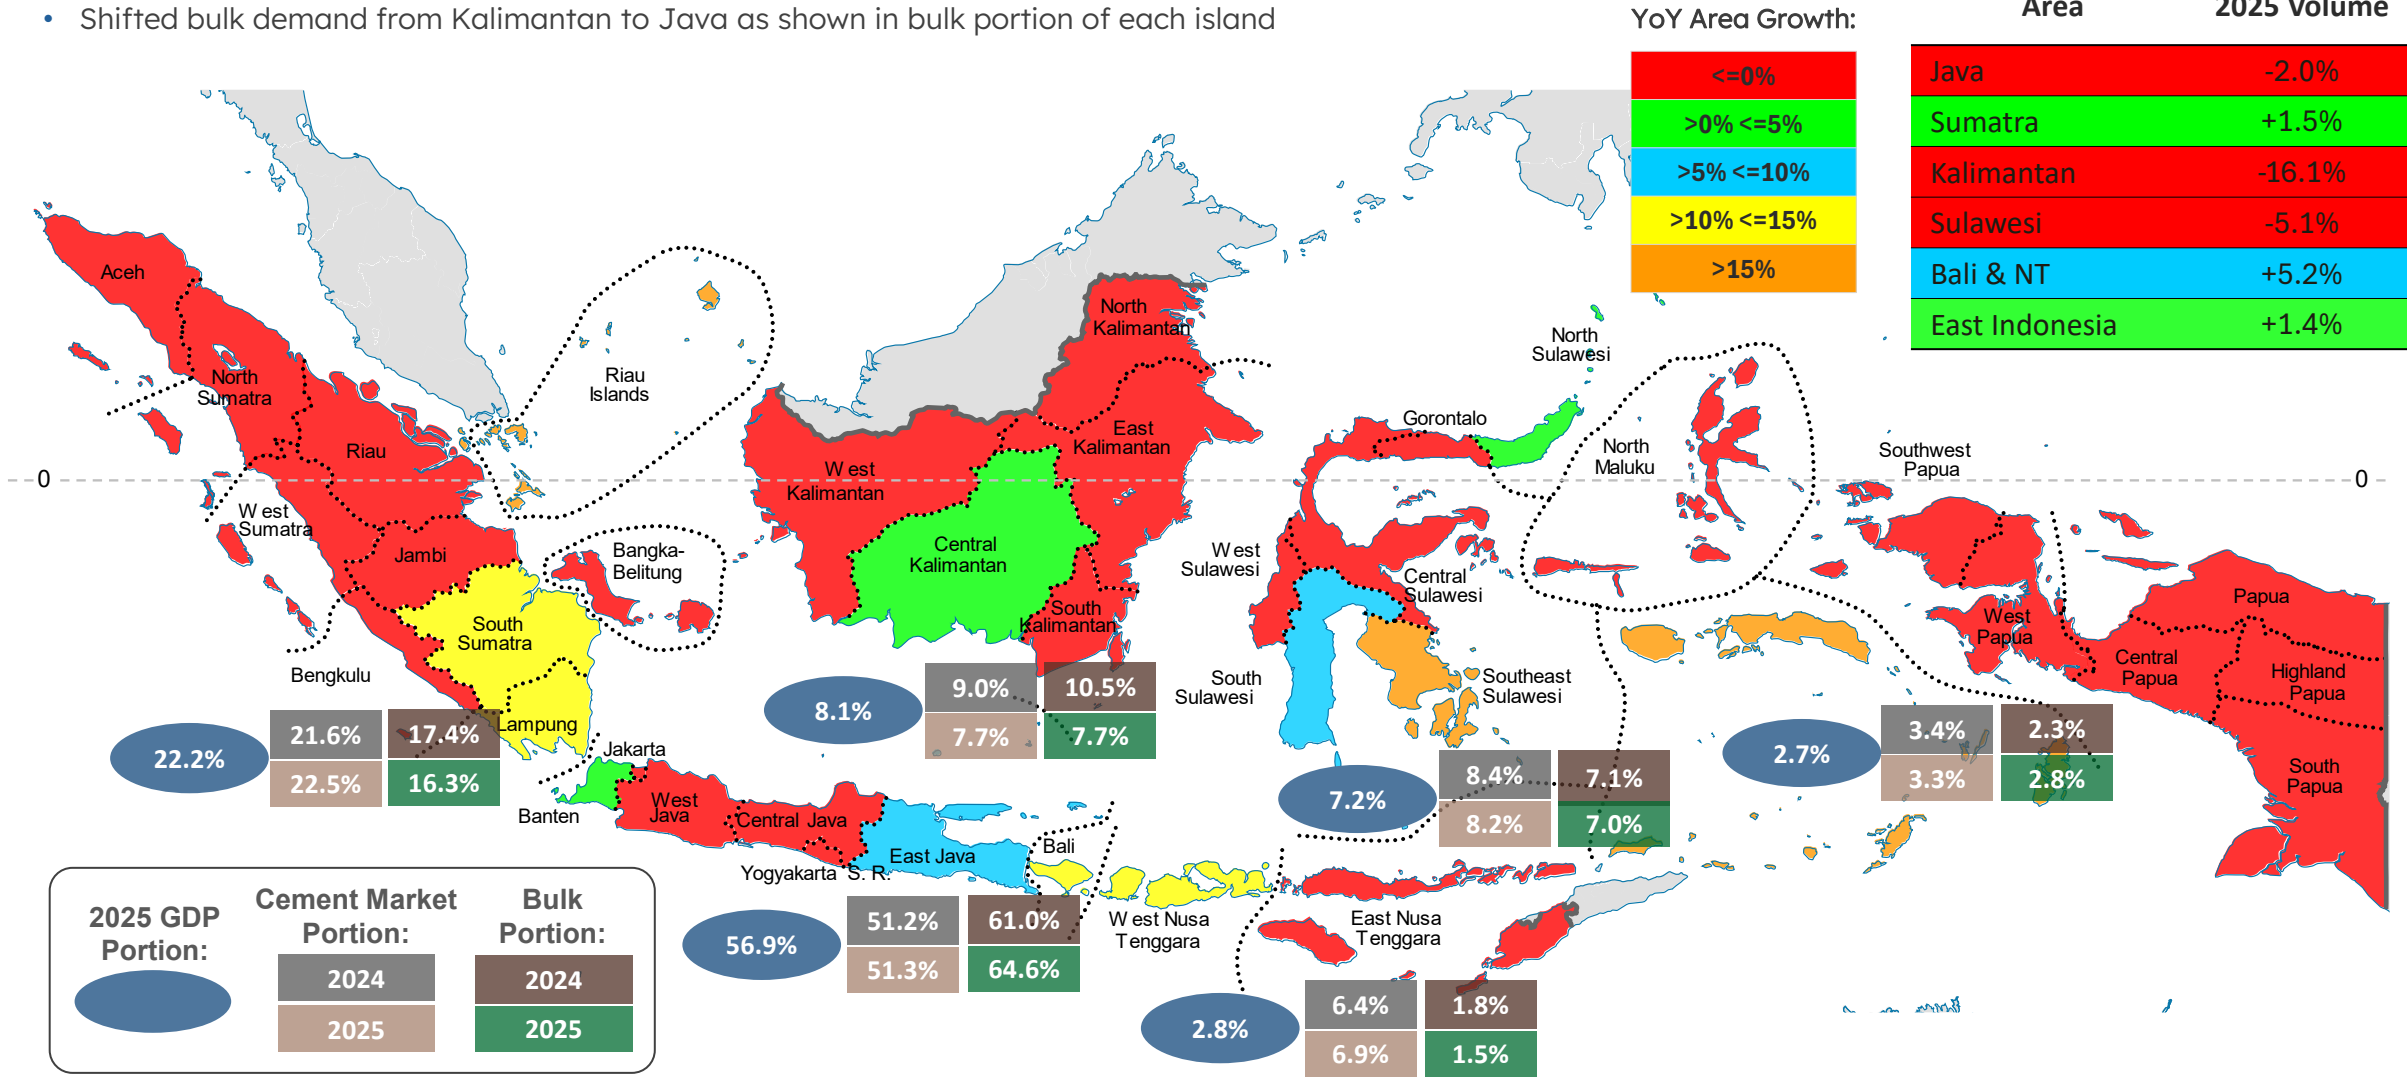 • Shifted bulk demand from Kalimantan to Java as shown in bulk portion of each island
YoY Area Growth:
<=0%
>0% <=5%
>5% <=10%
>10% <=15%
>15%
Area 2025 Volume
Java -2.0%
Sumatra +1.5%
Kalimantan -16.1%
Sulawesi -5.1%
Bali & NT +5.2%
East Indonesia +1.4%
Aceh
North
Sumatra
Riau
Riau
Islands
West
Sumatra
Jambi
Bangka-
Belitung
South
Sumatra
Bengkulu
Lampung
0
0
North
Kalimantan
East
Kalimantan
West
Kalimantan
Central
Kalimantan
South
Kalimantan
North
Sulawesi
Gorontalo
West
Sulawesi
Central
Sulawesi
South
Sulawesi
Southeast
Sulawesi
North
Maluku
Southwest
Papua
West
Papua
Papua
Central
Papua
Highland
Papua
South
Papua
Jakarta
Banten
West
Java
Central Java
Yogyakarta S. R.
East Java
Bali
West Nusa
Tenggara
East Nusa
Tenggara
22.2%
21.6% 17.4%
22.5% 16.3%
8.1%
9.0% 10.5%
7.7% 7.7%
7.2%
8.4% 7.1%
8.2% 7.0%
2.7%
3.4% 2.3%
3.3% 2.8%
56.9%
51.2% 61.0%
51.3% 64.6%
2.8%
6.4% 1.8%
6.9% 1.5%
2025 GDP
Portion:
Cement Market
Portion:
2024
2025
Bulk
Portion:
2024
2025